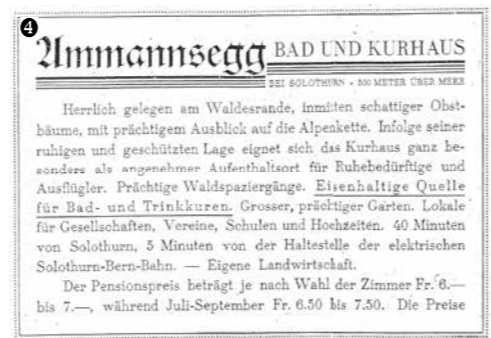 4
Ammannsegg BAD UND KURHAUS
BEI SOLOTHURN • 500 METER ÜBER MEER
Herrlich gelegen am Waldesrande, inmitten schattiger Obst-
bäume, mit prächtigem Ausblick auf die Alpenkette. Infolge seiner
ruhigen und geschützten Lage eignet sich das Kurhaus ganz be-
sonders als angenehmer Aufenthaltsort für Ruhebedürftige und
Ausflügler. Prächtige Waldspaziergänge. Eisenhaltige Quelle
für Bad- und Trinkkuren. Grosser, prächtiger Garten. Lokale
für Gesellschaften, Vereine, Schulen und Hochzeiten. 40 Minuten
von Solothurn, 5 Minuten von der Haltestelle der elektrischen
Solothurn-Bern-Bahn. — Eigene Landwirtschaft.
Der Pensionspreis beträgt je nach Wahl der Zimmer Fr. 6.—
bis 7.—, während Juli-September Fr. 6.50 bis 7.50. Die Preise